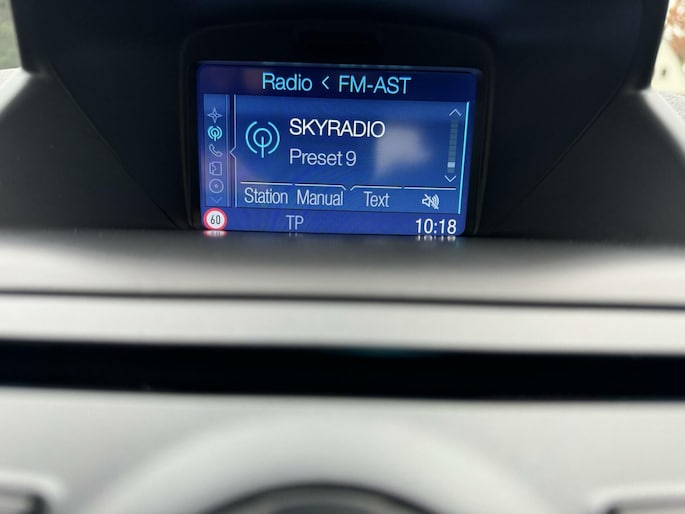 Radio < FM-AST
SKYRADIO
Preset 9
Station Manual Text
60 TP 10:18